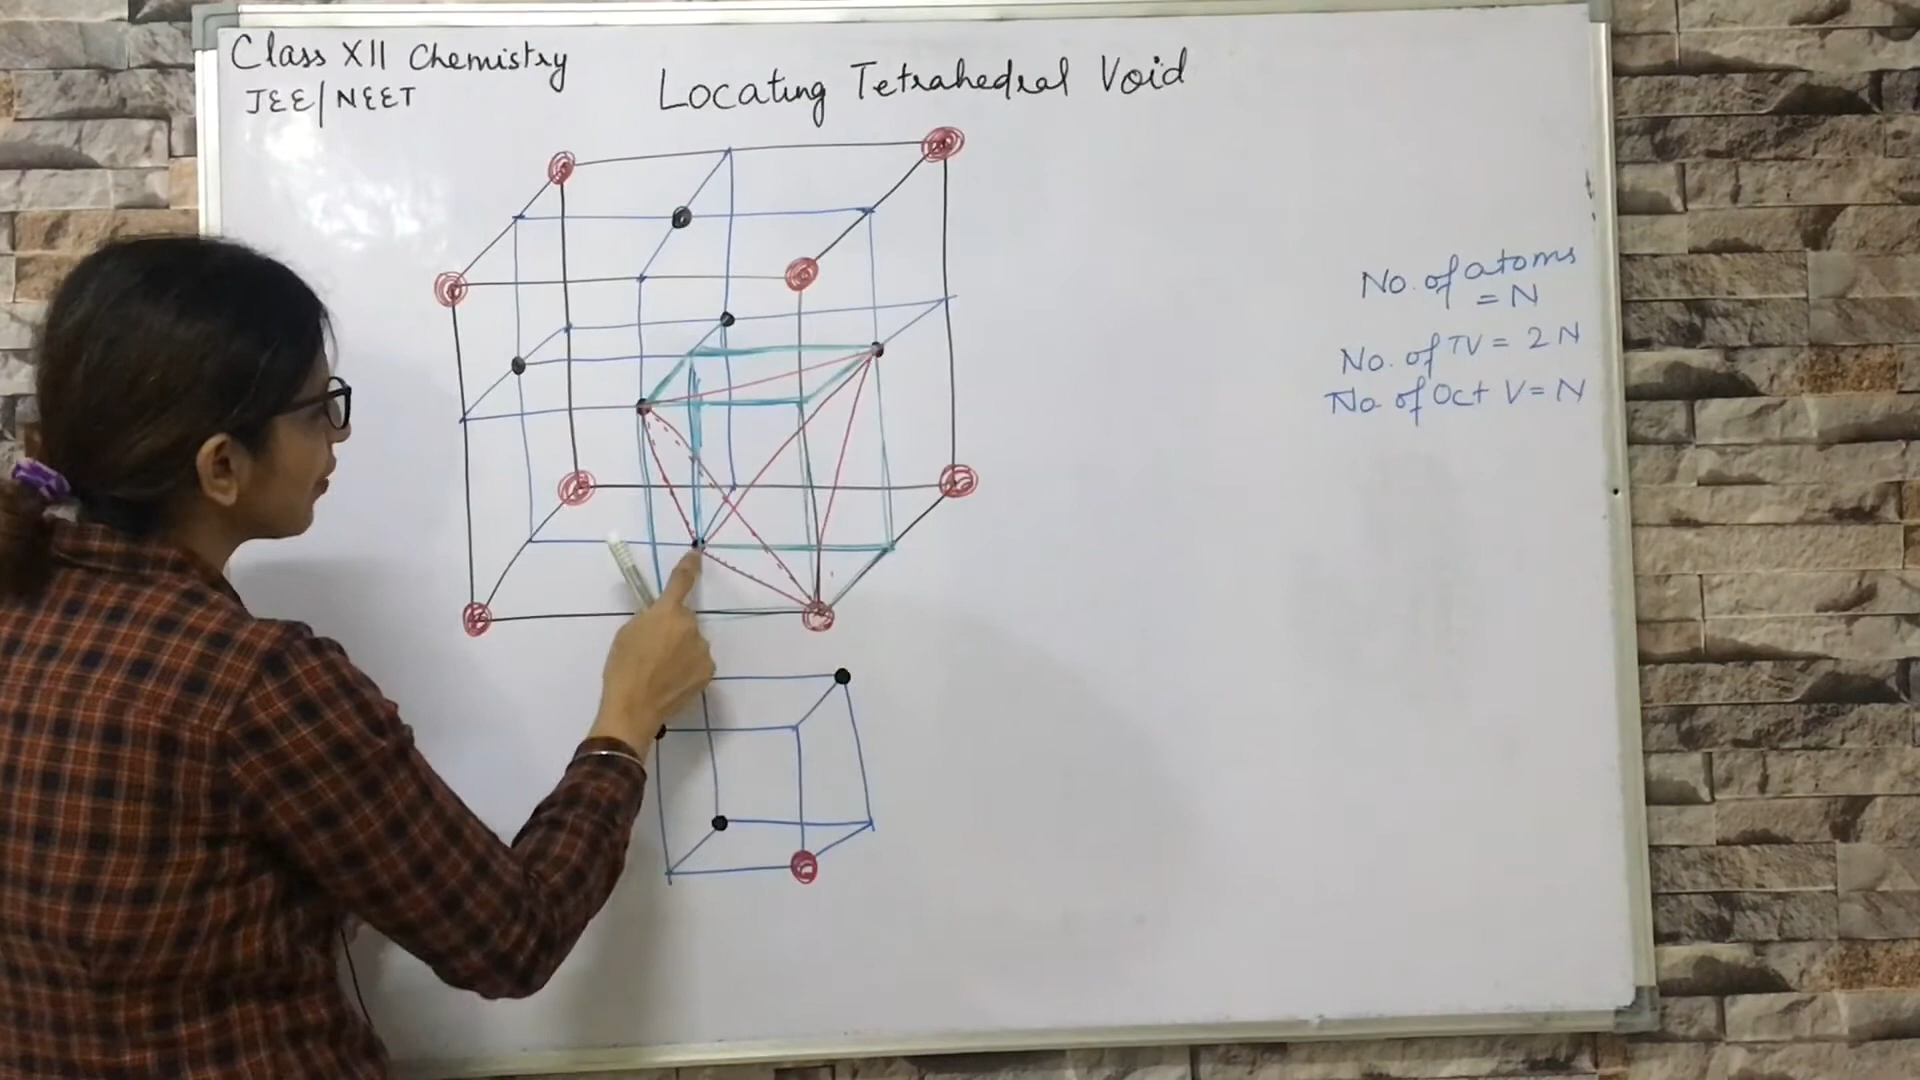 Class XII Chemistry
JEE/NEET
Locating Tetrahedral Void
No. of atoms
= N
No. of TV = 2N
No of Oct V = N